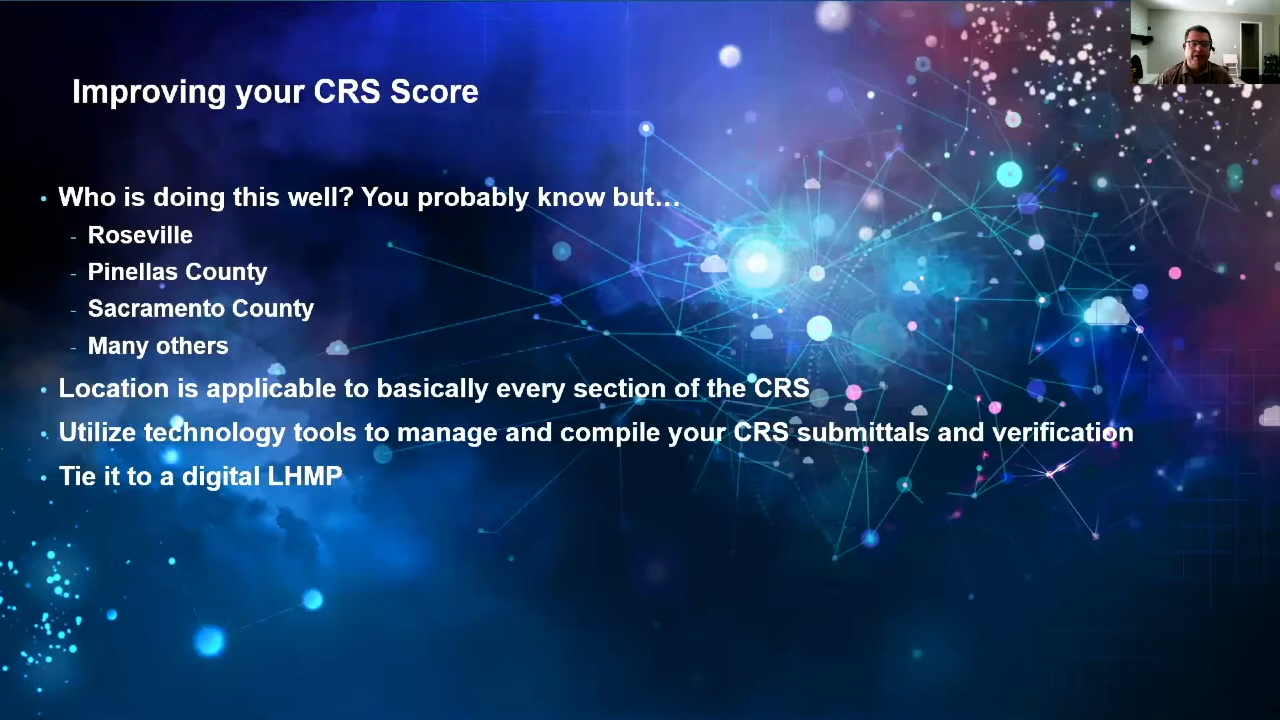 Improving your CRS Score
• Who is doing this well? You probably know but…
- Roseville
- Pinellas County
- Sacramento County
- Many others
• Location is applicable to basically every section of the CRS
• Utilize technology tools to manage and compile your CRS submittals and verification
• Tie it to a digital LHMP